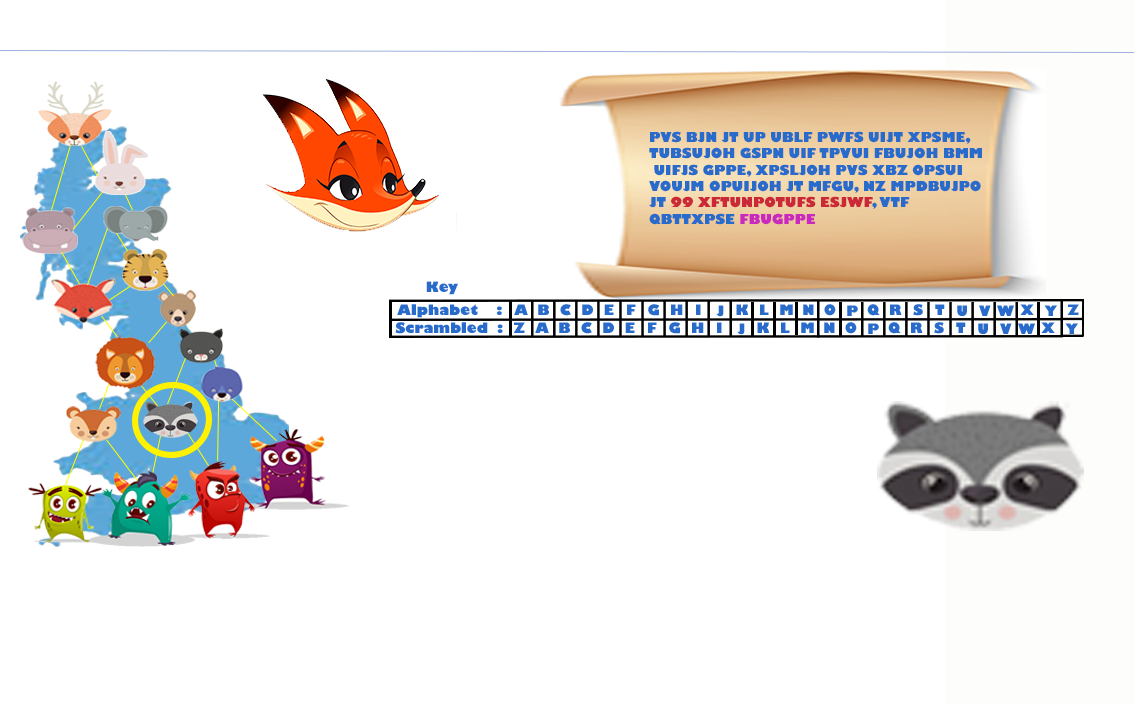 PVS BJN JT UP UBLF PWFS UIJT XPSME,
TUBSUJOH GSPN UIF TPVUI FBUJOH BMM
UIFJS GPPE, XPSLJOH PVS XBZ OPSUI
VOUJM OPUIJOH JT MFGU, NZ MPDBUJPO
JT 99 XFTUNPOTUFS ESJWF, VTF
QBTTXPSE FBUGPPE
Key
Alphabet : A B C D E F G H I J K L M N O P Q R S T U V W X Y Z
Scrambled : Z A B C D E F G H I J K L M N O P Q R S T U V W X Y